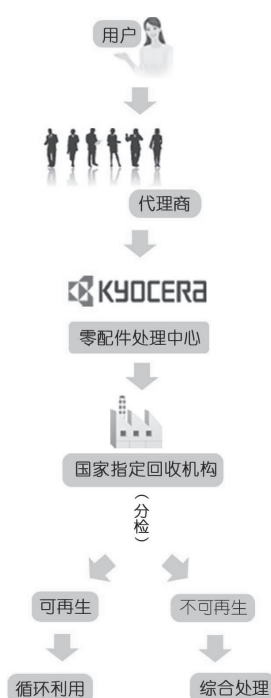 用户
代理商
KYOCERA
零配件处理中心
国家指定回收机构
（分检）
可再生
不可再生
循环利用
综合处理